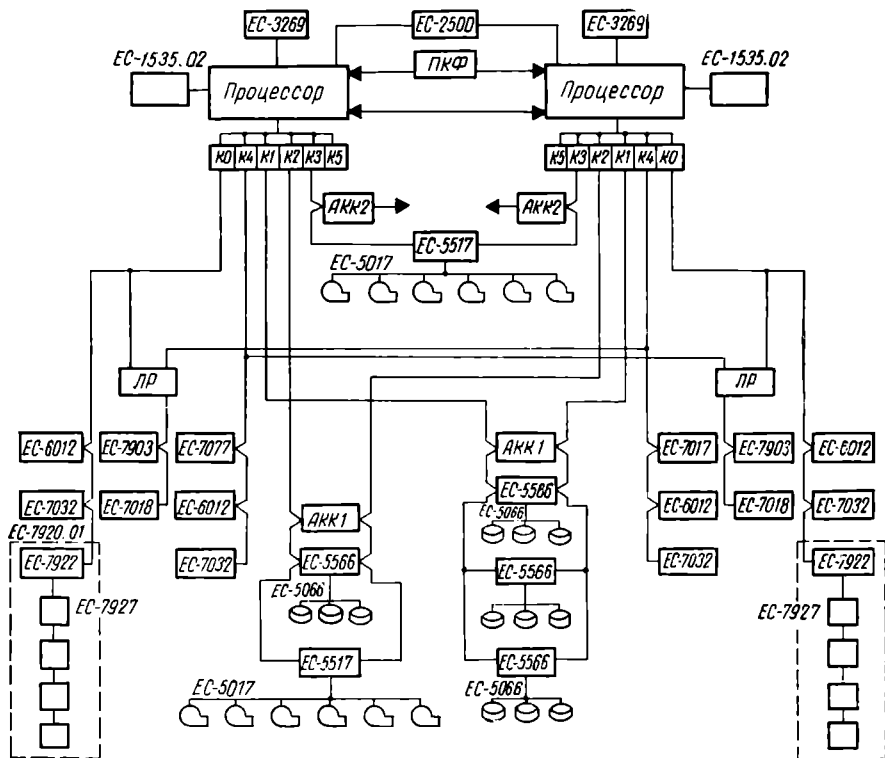 ЕС-3269
ЕС-2500
ЕС-3269
ЕС-1535.02
ПКФ
ЕС-1535.02
Процессор
Процессор
К0 К4 К1 К2 К3 К5
К5 К3 К2 К1 К4 К0
АКК2
АКК2
ЕС-5517
ЕС-5017
ЛР
ЛР
ЕС-6012
ЕС-7903
ЕС-7077
АКК1
ЕС-7017
ЕС-7903
ЕС-6012
ЕС-7032
ЕС-7018
ЕС-6012
АКК1
ЕС-5566
ЕС-5066
ЕС-6012
ЕС-7018
ЕС-7032
ЕС-7920.01
ЕС-7922
ЕС-7032
ЕС-5566
ЕС-5066
ЕС-5566
ЕС-7032
ЕС-7922
ЕС-7927
ЕС-7927
ЕС-5517
ЕС-5566
ЕС-5017
ЕС-5066